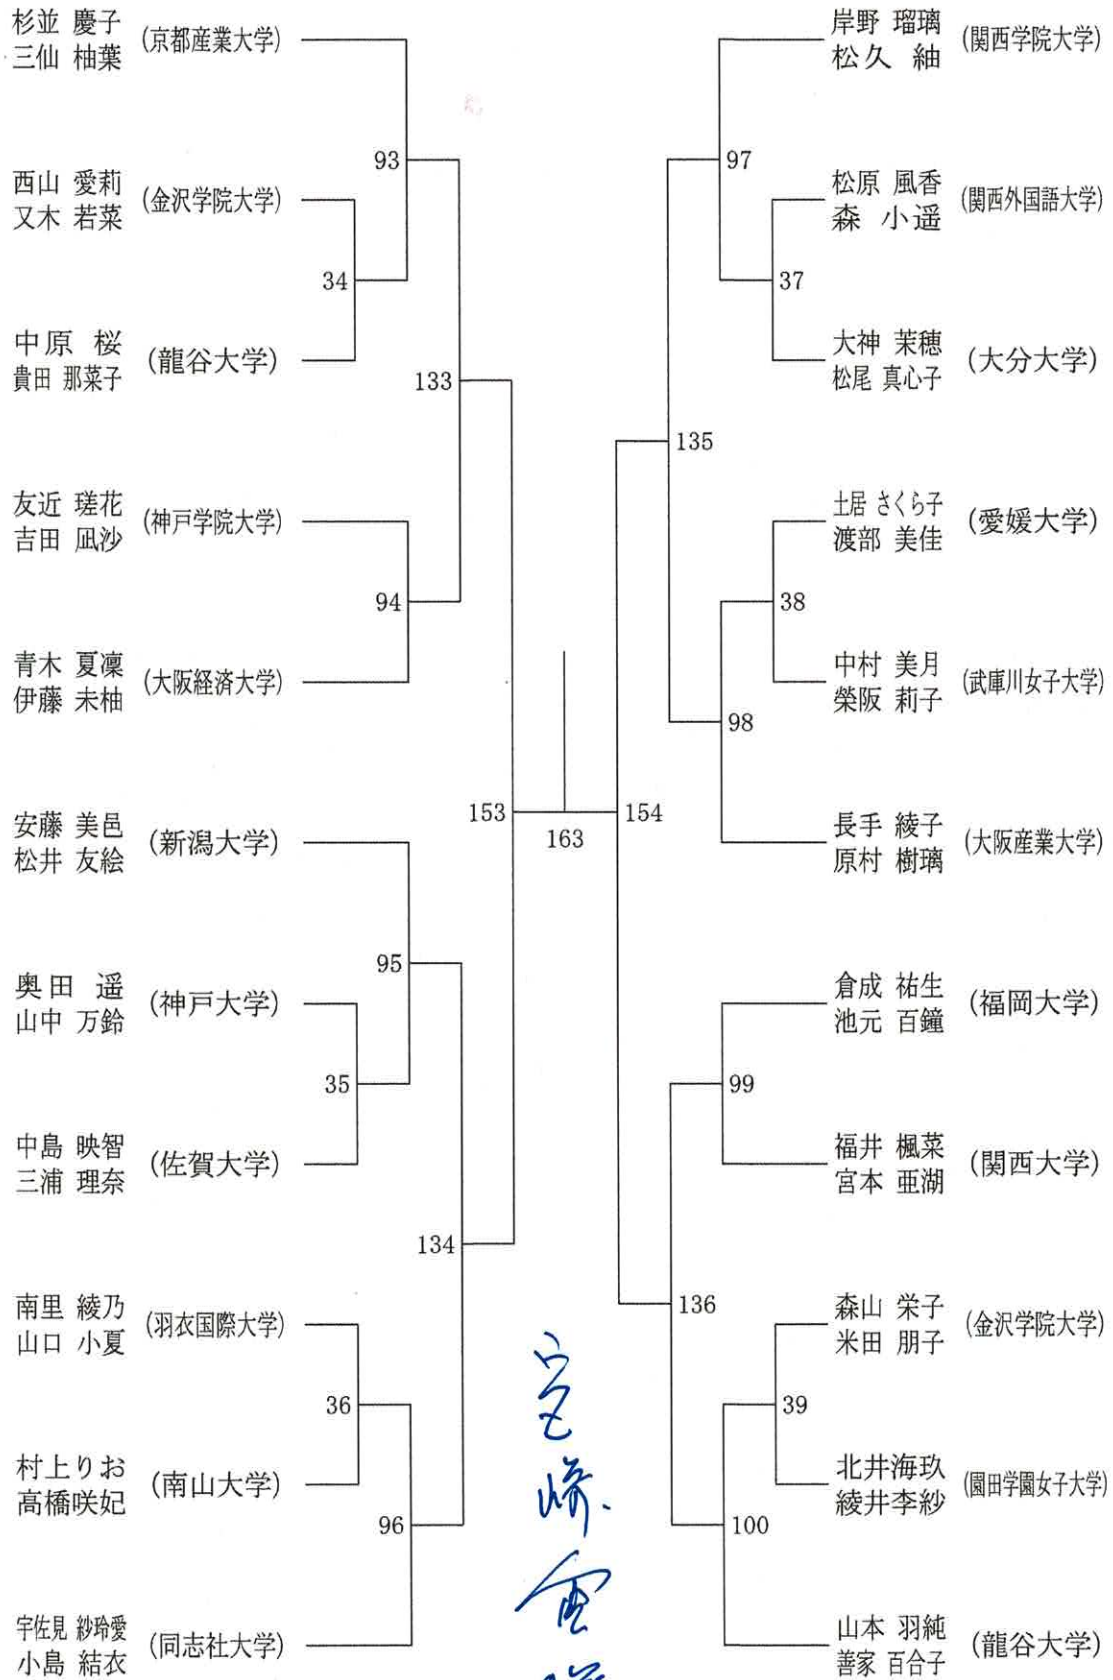 杉並 慶子
三仙 柚葉
(京都産業大学)
93
西山 愛莉
又木 若菜
(金沢学院大学)
34
中原 桜
貴田 那菜子
(龍谷大学)
133
友近 瑳花
吉田 凪沙
(神戸学院大学)
94
青木 夏凜
伊藤 未柚
(大阪経済大学)
153
安藤 美邑
松井 友絵
(新潟大学)
95
奥田 遥
山中 万鈴
(神戸大学)
35
中島 映智
三浦 理奈
(佐賀大学)
134
南里 綾乃
山口 小夏
(羽衣国際大学)
36
村上りお
高橋咲妃
(南山大学)
96
宇佐見 紗玲愛
小島 結衣
(同志社大学)
163
岸野 瑠璃
松久 紬
(関西学院大学)
97
松原 風香
森 小遥
(関西外国語大学)
37
大神 茉穂
松尾 真心子
(大分大学)
135
土居 さくら子
渡部 美佳
(愛媛大学)
38
中村 美月
榮阪 莉子
(武庫川女子大学)
98
154
長手 綾子
原村 樹璃
(大阪産業大学)
倉成 祐生
池元 百鐘
(福岡大学)
99
福井 楓菜
宮本 亜湖
(関西大学)
136
森山 栄子
米田 朋子
(金沢学院大学)
39
北井海玖
綾井李紗
(園田学園女子大学)
100
山本 羽純
善家 百合子
(龍谷大学)